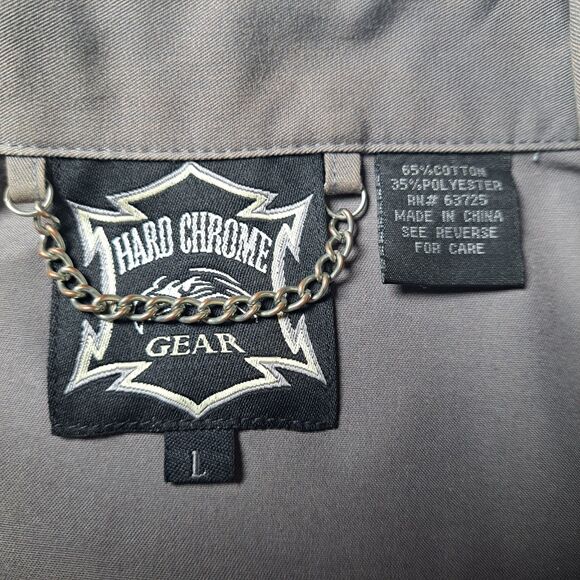 HARD CHROME
GEAR
L
65%COTTON
35%POLYESTER
RN# 63725
MADE IN CHINA
SEE REVERSE
FOR CARE